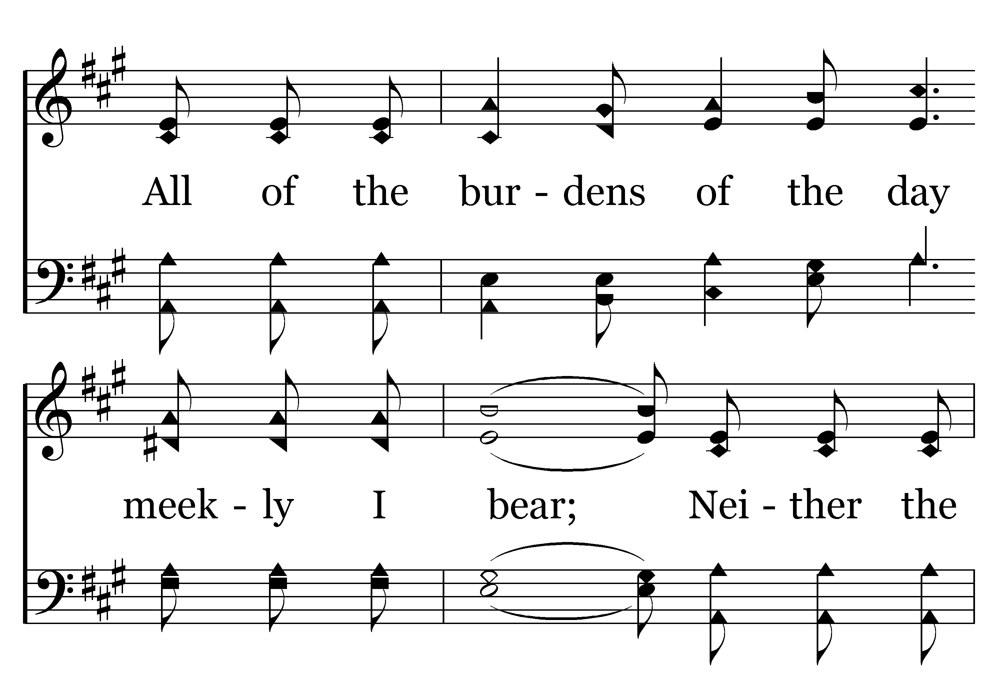 All of the bur - dens of the day
meek - ly I bear; Nei - ther the